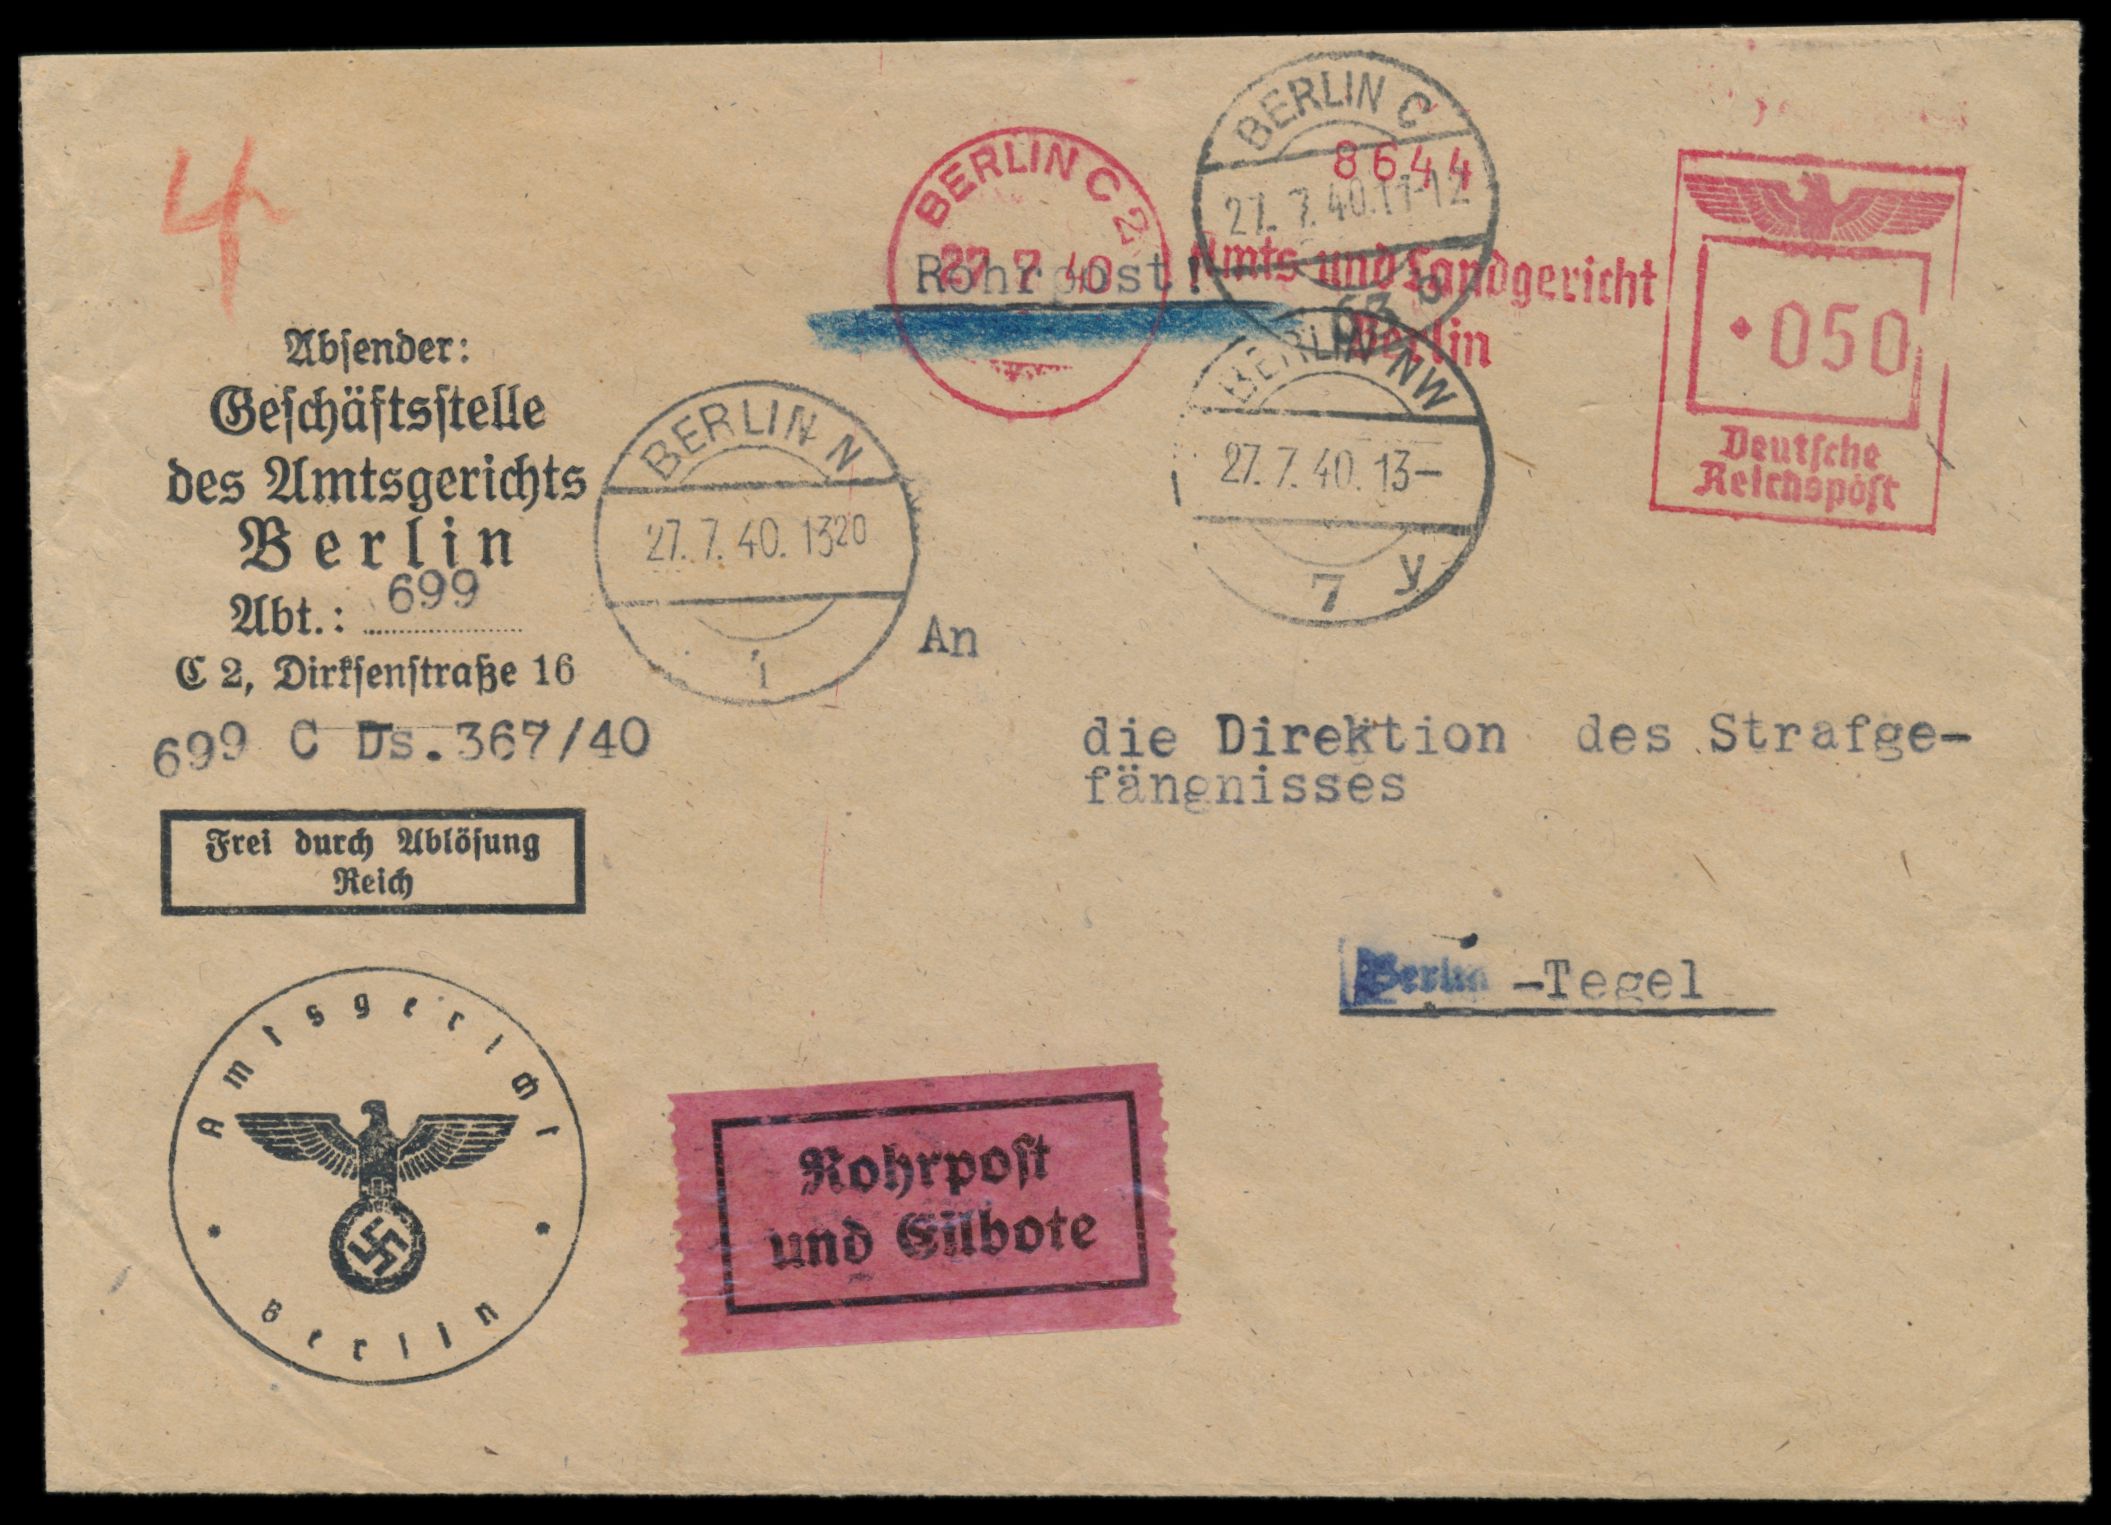 4
BERLIN C 2
27 7 40
Rohrpost!
BERLIN C
27. 7. 40. 11-12
8644
Amts und Landgericht
Berlin
050
Deutsche
Reichspost
Absender:
Geschäftsstelle
des Amtsgerichts
Berlin
Abt.: 699
C 2, Dirksenstraße 16
699 C Ds. 367/40
BERLIN N
27. 7. 40. 1320
BERLIN NW
27. 7. 40. 13—
7 y
An
die Direktion des Strafge-
fängnisses
Berlin -Tegel
Frei durch Ablösung
Reich
Amtsgericht
Berlin
Rohrpost
und Eilbote